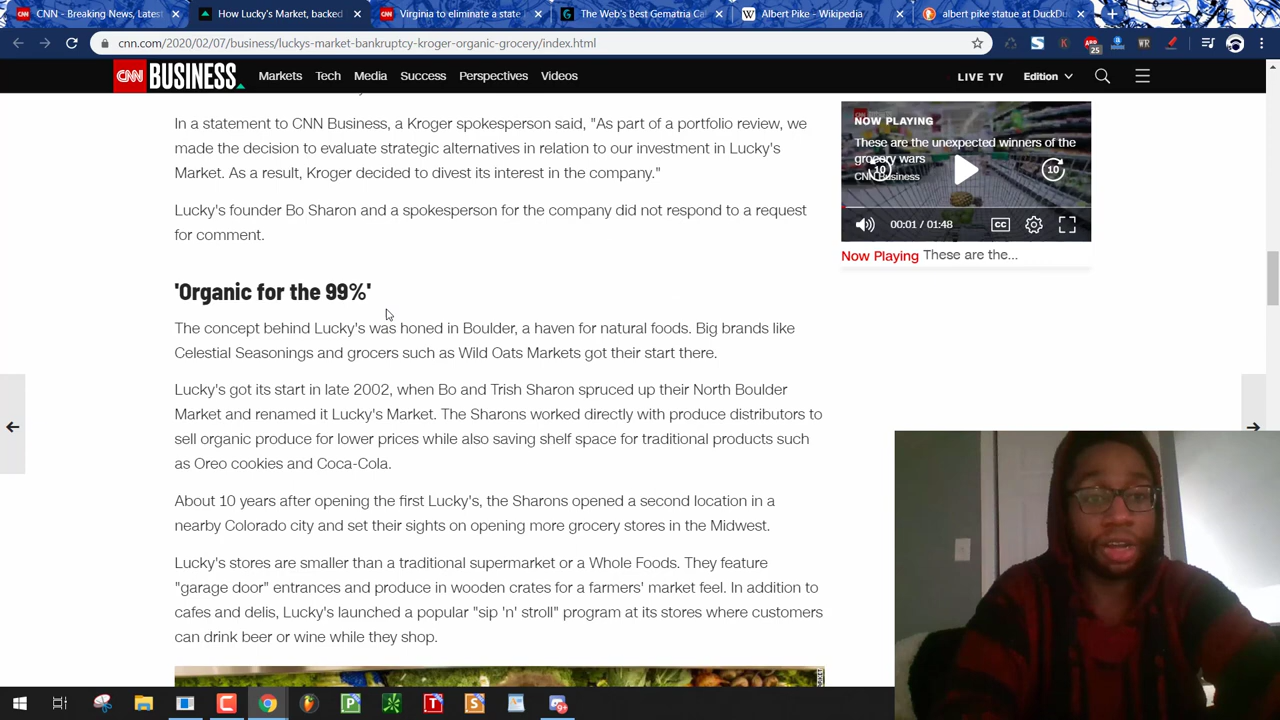 CNN - Breaking News, Latest
How Lucky's Market, backed
Virginia to eliminate a state
The Web's Best Gematria Ca
Albert Pike - Wikipedia
albert pike statue at DuckDu
cnn.com/2020/02/07/business/luckys-market-bankruptcy-kroger-organic-grocery/index.html
25
CNN BUSINESS Markets Tech Media Success Perspectives Videos LIVE TV Edition
In a statement to CNN Business, a Kroger spokesperson said, "As part of a portfolio review, we
made the decision to evaluate strategic alternatives in relation to our investment in Lucky's
Market. As a result, Kroger decided to divest its interest in the company."
Lucky's founder Bo Sharon and a spokesperson for the company did not respond to a request
for comment.
'Organic for the 99%'
The concept behind Lucky's was honed in Boulder, a haven for natural foods. Big brands like
Celestial Seasonings and grocers such as Wild Oats Markets got their start there.
Lucky's got its start in late 2002, when Bo and Trish Sharon spruced up their North Boulder
Market and renamed it Lucky's Market. The Sharons worked directly with produce distributors to
sell organic produce for lower prices while also saving shelf space for traditional products such
as Oreo cookies and Coca-Cola.
About 10 years after opening the first Lucky's, the Sharons opened a second location in a
nearby Colorado city and set their sights on opening more grocery stores in the Midwest.
Lucky's stores are smaller than a traditional supermarket or a Whole Foods. They feature
"garage door" entrances and produce in wooden crates for a farmers' market feel. In addition to
cafes and delis, Lucky's launched a popular "sip 'n' stroll" program at its stores where customers
can drink beer or wine while they shop.
NOW PLAYING
These are the unexpected winners of the
grocery wars
CNN Business
10
10
00:01 / 01:48
CC
Now Playing These are the...